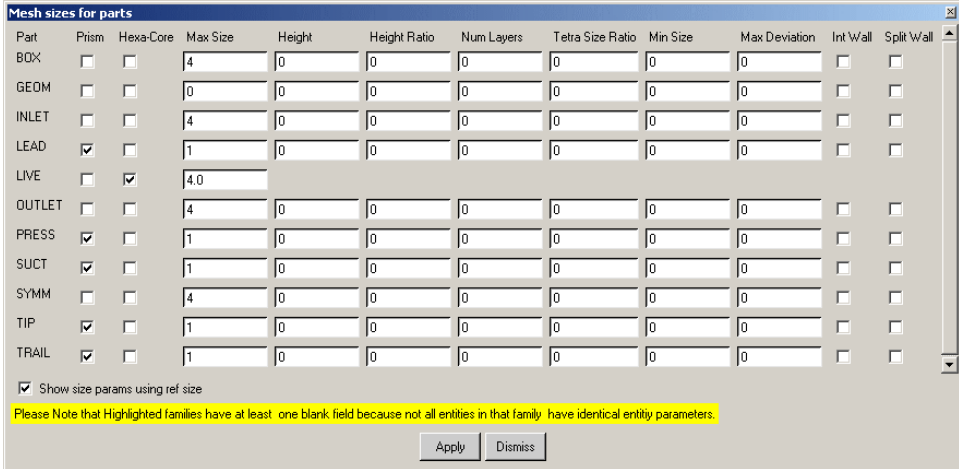 Mesh sizes for parts
Part Prism Hexa-Core Max Size Height Height Ratio Num Layers Tetra Size Ratio Min Size Max Deviation Int Wall Split Wall
BOX 4 0 0 0 0 0 0
GEOM 0 0 0 0 0 0 0
INLET 4 0 0 0 0 0 0
LEAD 1 0 0 0 0 0 0
LIVE 4.0
OUTLET 4 0 0 0 0 0 0
PRESS 1 0 0 0 0 0 0
SUCT 1 0 0 0 0 0 0
SYMM 4 0 0 0 0 0 0
TIP 1 0 0 0 0 0 0
TRAIL 1 0 0 0 0 0 0
Show size params using ref size
Please Note that Highlighted families have at least one blank field because not all entities in that family have identical entitiy parameters.
Apply Dismiss